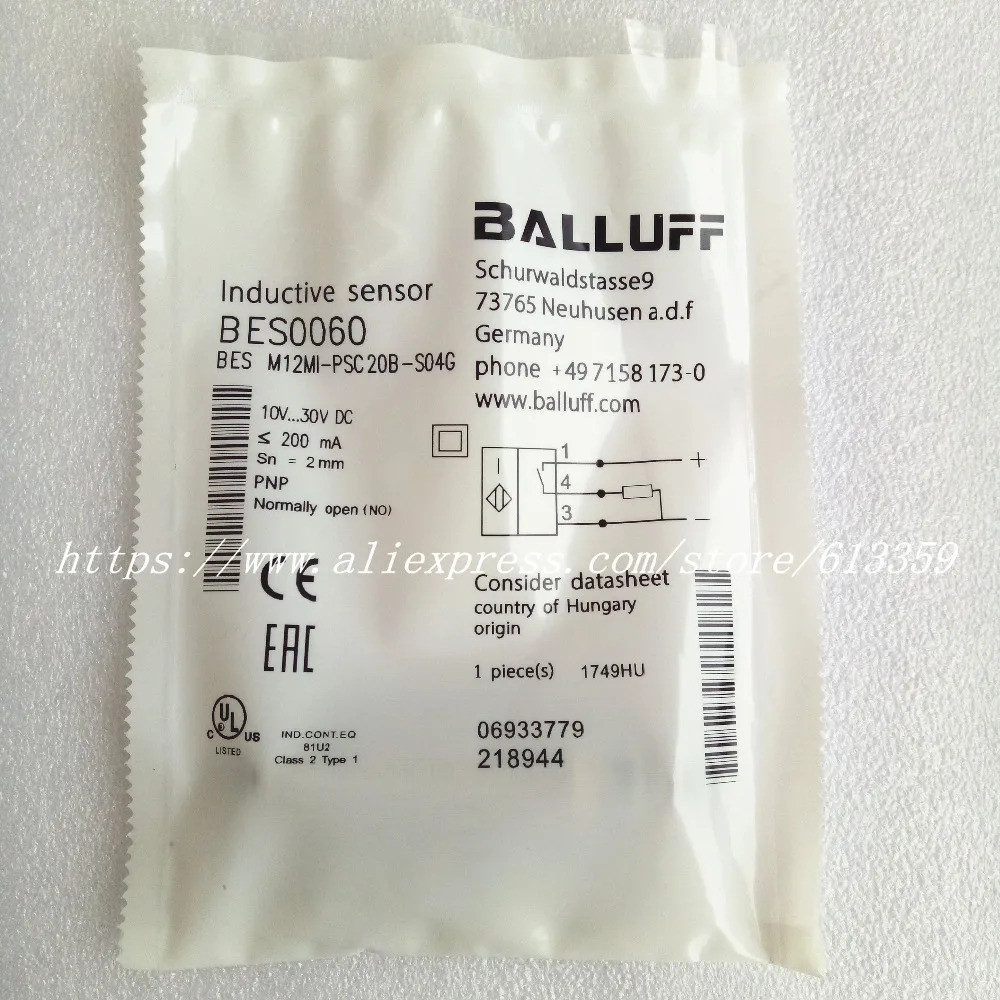 BALLUFF
Schurwaldstasse9
73765 Neuhusen a.d.f
Germany
phone +49 7158 173-0
www.balluff.com
Inductive sensor
BES0060
BES M12MI-PSC20B-S04G
10V...30V DC
≤ 200 mA
Sn = 2mm
PNP
Normally open (NO)
1
+
4
3
−
https://www.aliexpress.com/store/613359
CE
EAC
Consider datasheet
country of Hungary
origin
1 piece(s) 1749HU
06933779
218944
C UL US
LISTED
IND.CONT.EQ
81U2
Class 2 Type 1